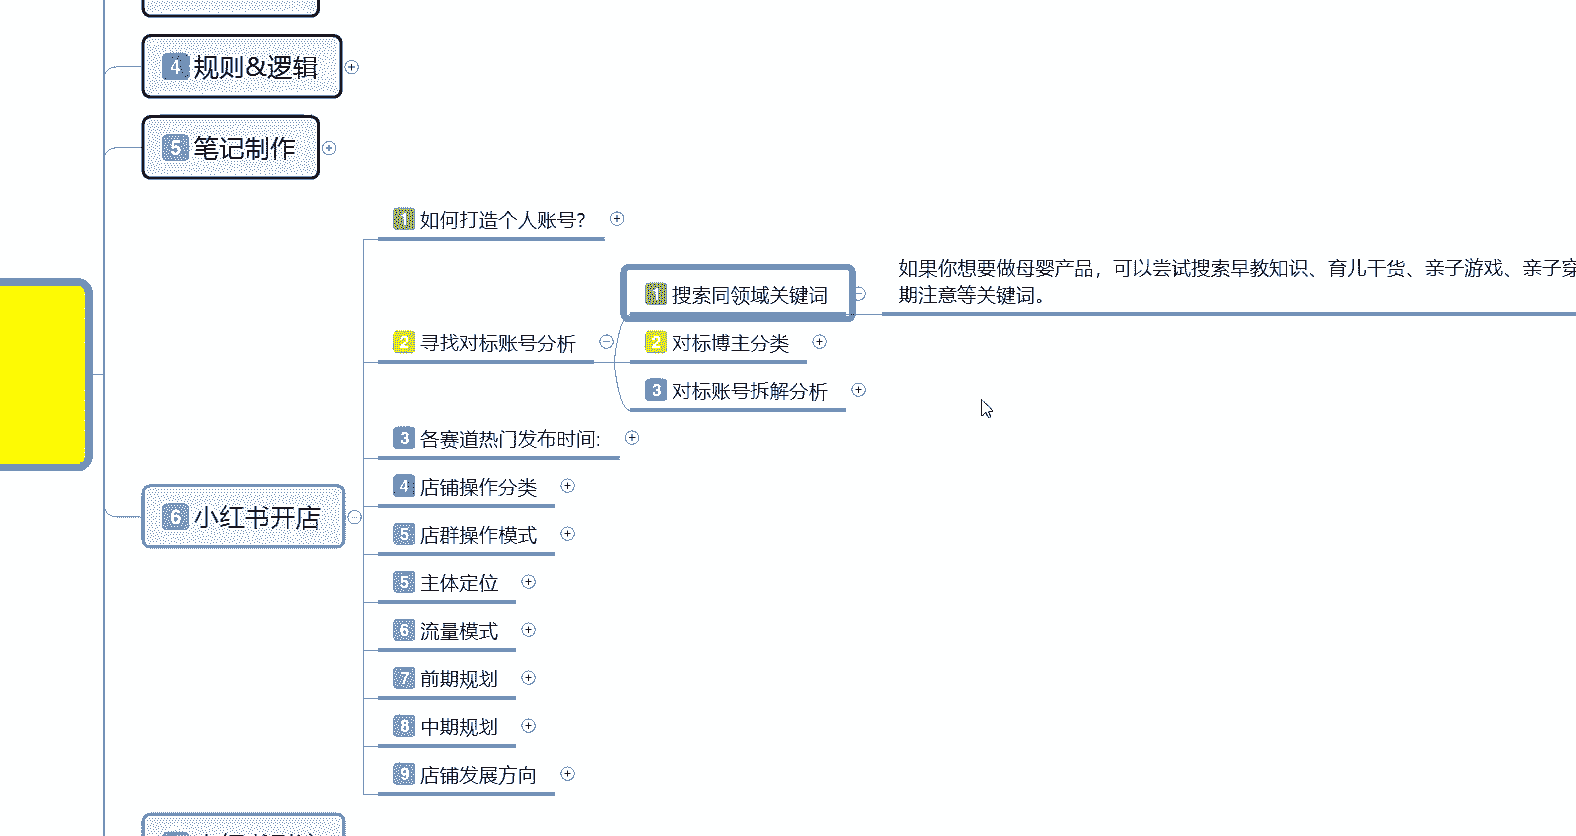 4 规则&逻辑
5 笔记制作
1 如何打造个人账号?
如果你想要做母婴产品，可以尝试搜索早教知识、育儿干货、亲子游戏、亲子穿
期注意等关键词。
1 搜索同领域关键词
2 寻找对标账号分析
2 对标博主分类
3 对标账号拆解分析
3 各赛道热门发布时间:
4 店铺操作分类
5 店群操作模式
6 小红书开店
5 主体定位
6 流量模式
7 前期规划
8 中期规划
9 店铺发展方向